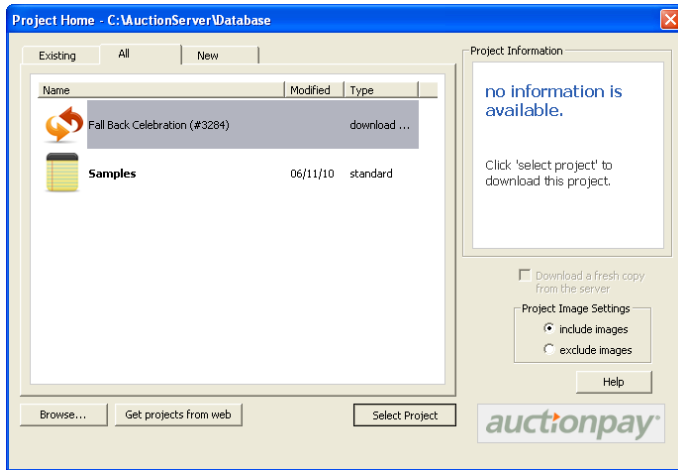 Project Home - C:\AuctionServer\Database
Existing
All
New
Name
Modified
Type
Fall Back Celebration (#3284)
download ...
Samples
06/11/10
standard
Browse...
Get projects from web
Select Project
Project Information
no information is
available.
Click 'select project' to
download this project.
Download a fresh copy
from the server
Project Image Settings
include images
exclude images
Help
auctionpay